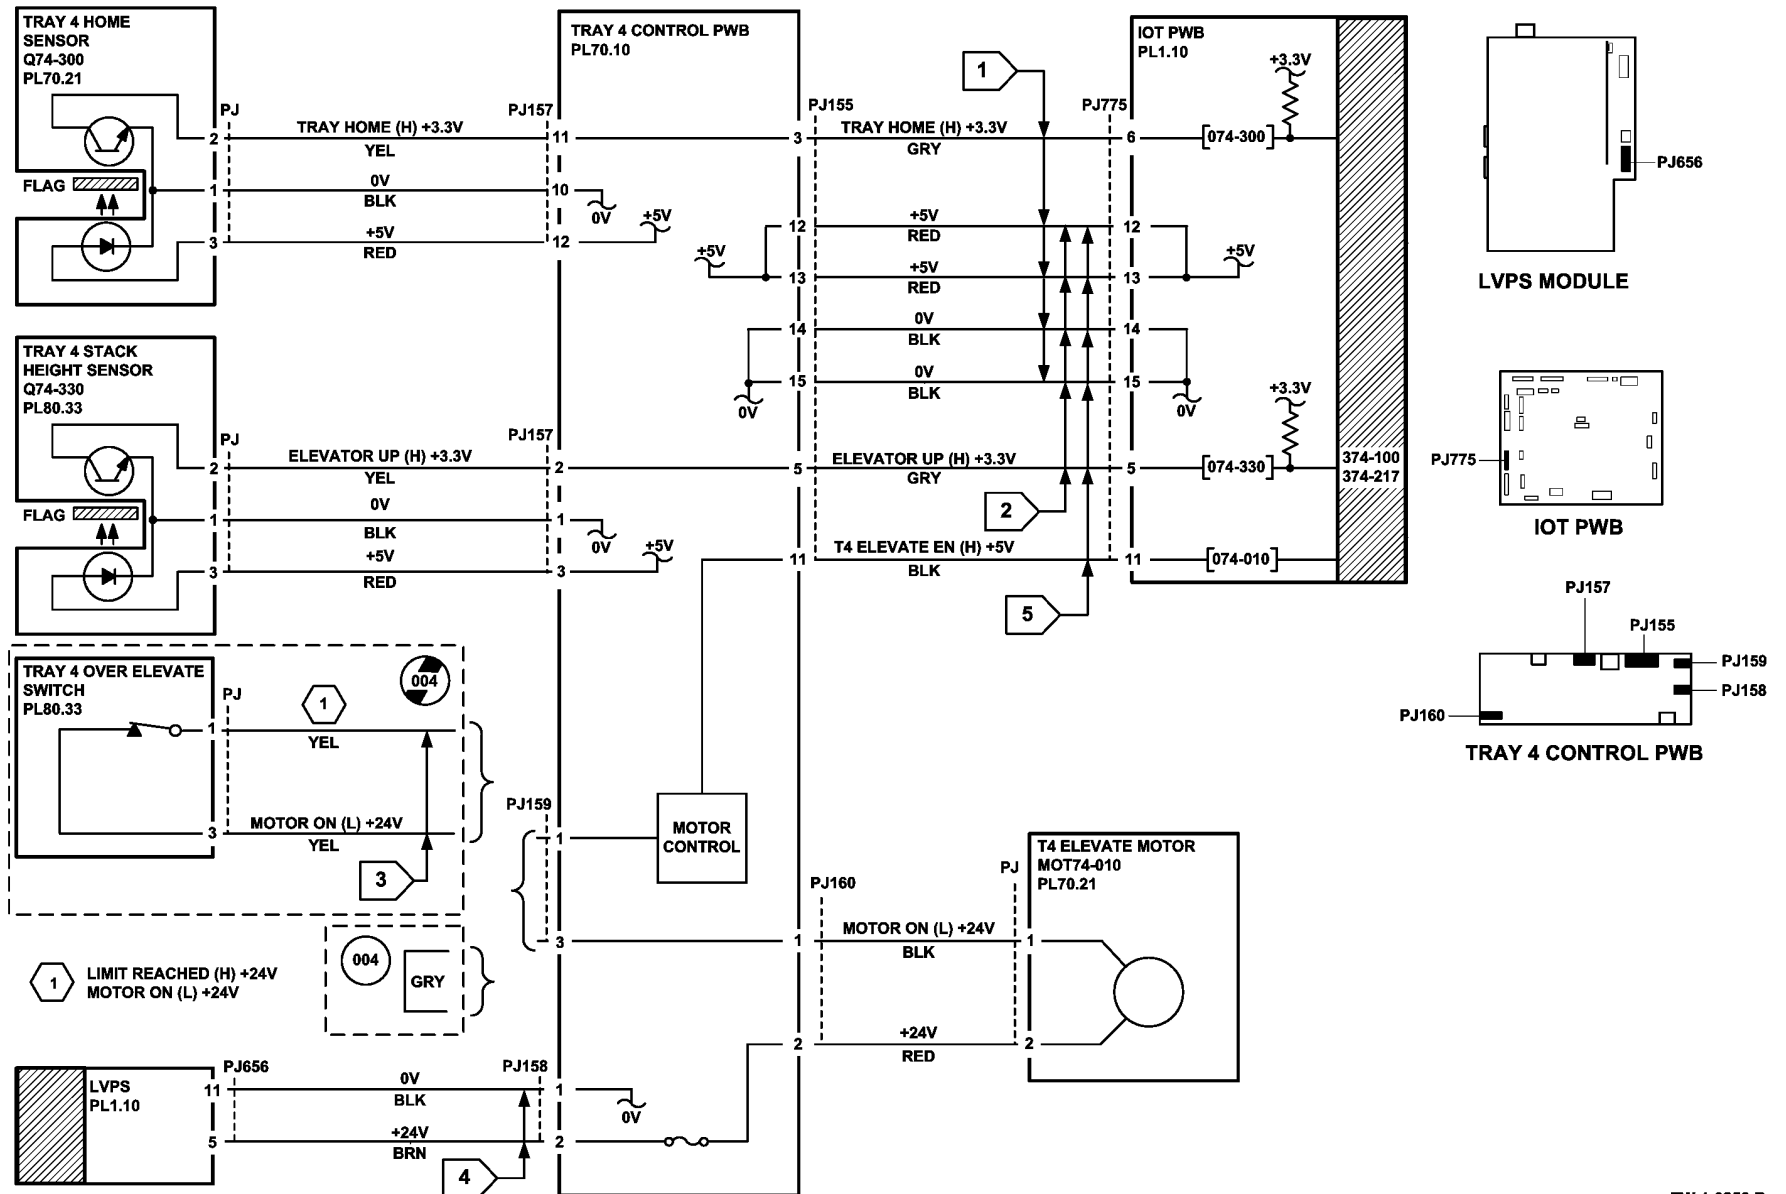 TRAY 4 HOME
SENSOR
Q74-300
PL70.21
FLAG
PJ
2
1
3
TRAY HOME (H) +3.3V
YEL
0V
BLK
+5V
RED
PJ157
11
10
12
0V
+5V
TRAY 4 CONTROL PWB
PL70.10
PJ155
3
12
13
14
15
5
11
+5V
0V
TRAY HOME (H) +3.3V
GRY
+5V
RED
+5V
RED
0V
BLK
0V
BLK
ELEVATOR UP (H) +3.3V
GRY
T4 ELEVATE EN (H) +5V
BLK
1
2
5
PJ775
6
12
13
14
15
5
11
IOT PWB
PL1.10
+3.3V
[074-300]
+5V
0V
+3.3V
[074-330]
[074-010]
374-100
374-217
TRAY 4 STACK
HEIGHT SENSOR
Q74-330
PL80.33
FLAG
PJ
2
1
3
ELEVATOR UP (H) +3.3V
YEL
0V
BLK
+5V
RED
PJ157
2
1
3
0V
+5V
TRAY 4 OVER ELEVATE
SWITCH
PL80.33
PJ
1
3
1
YEL
004
MOTOR ON (L) +24V
YEL
3
PJ159
1
3
MOTOR
CONTROL
1
LIMIT REACHED (H) +24V
MOTOR ON (L) +24V
004
GRY
PJ160
1
2
MOTOR ON (L) +24V
BLK
+24V
RED
PJ
1
2
T4 ELEVATE MOTOR
MOT74-010
PL70.21
LVPS
PL1.10
PJ656
11
5
0V
BLK
+24V
BRN
4
PJ158
1
2
0V
PJ656
LVPS MODULE
PJ775
IOT PWB
PJ157
PJ155
PJ159
PJ158
PJ160
TRAY 4 CONTROL PWB